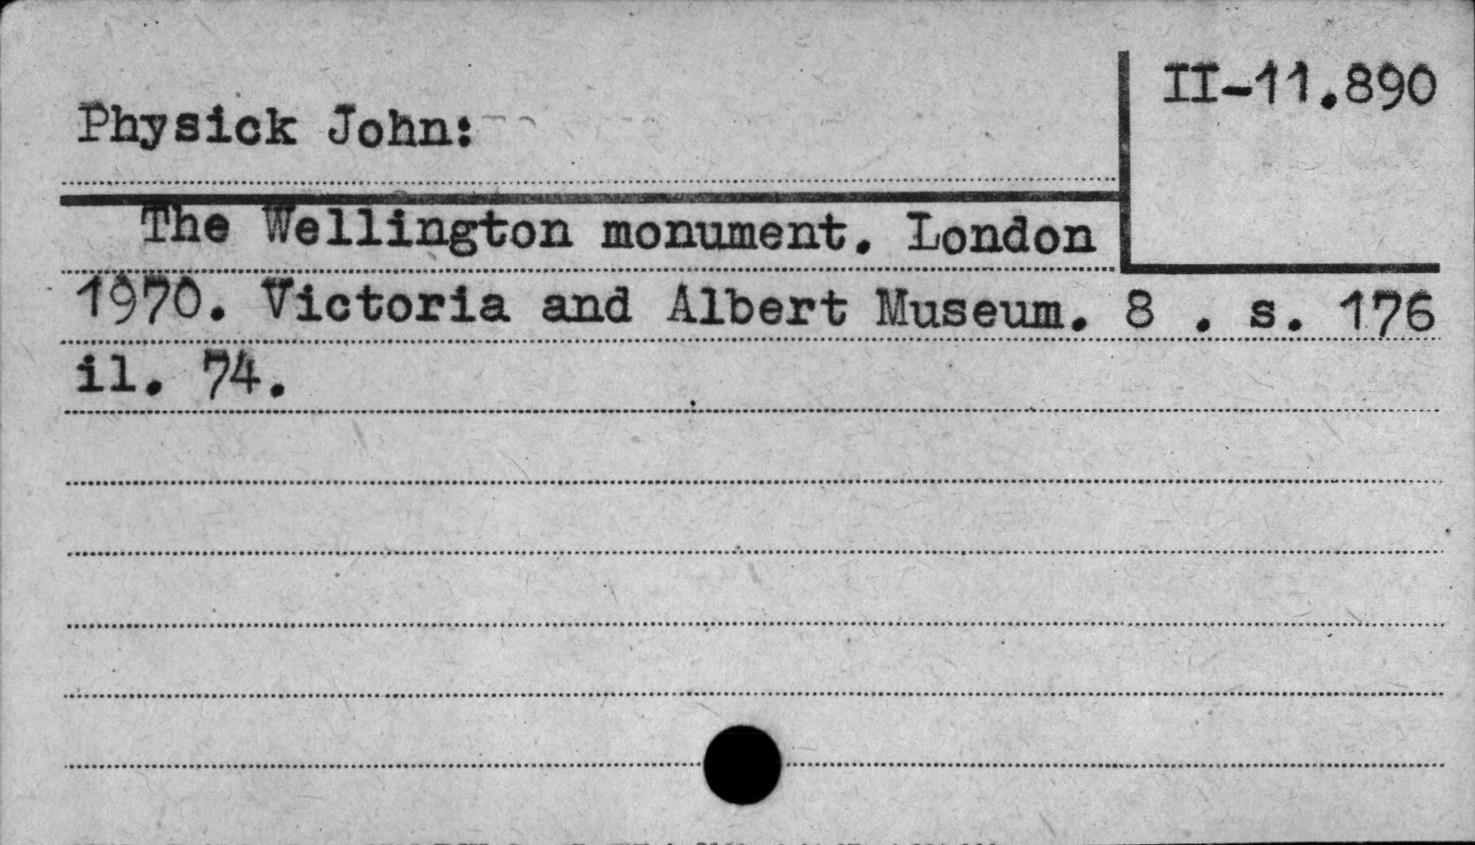 II-11.890
Physick John:
The Wellington monument. London
1970. Victoria and Albert Museum. 8 . s. 176
il. 74.